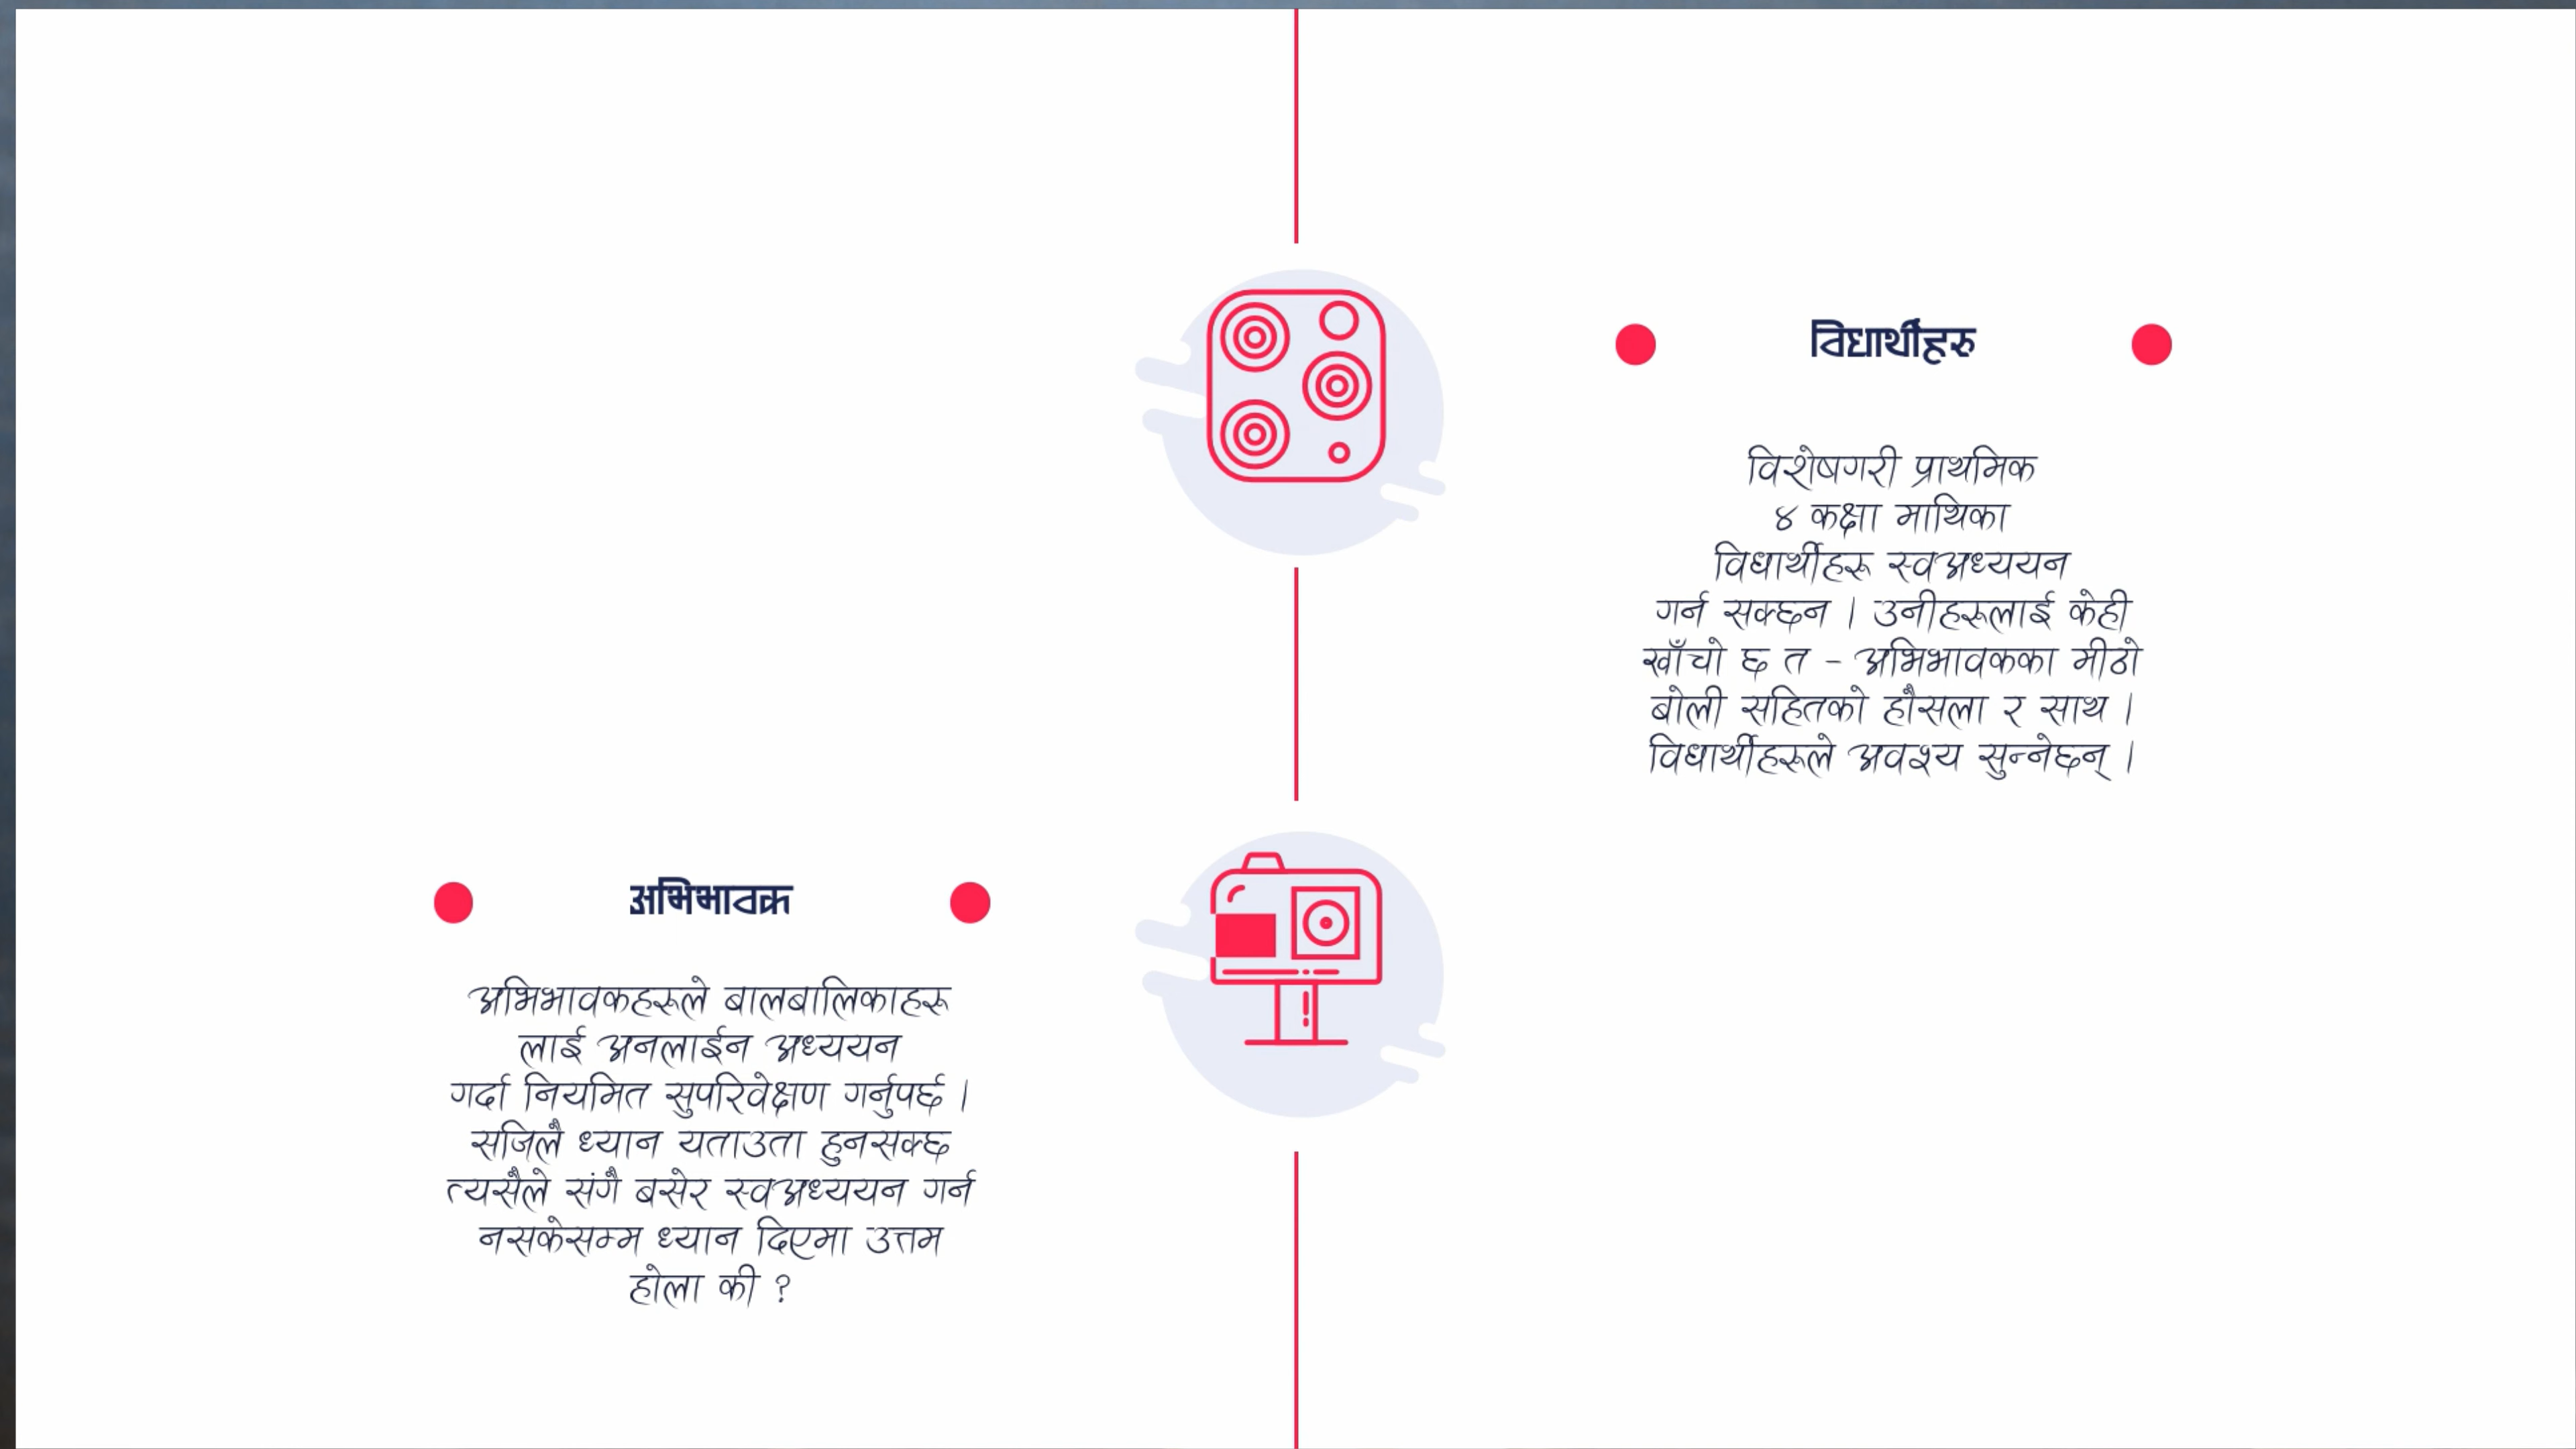 विद्यार्थीहरु
विशेषगरी प्राथमिक
४ कक्षा माथिका
विद्यार्थीहरू स्वअध्ययन
गर्न सक्छन । उनीहरूलाई केही
खाँचो छ त - अभिभावकका मीठो
बोली सहितको हौसला र साथ ।
विद्यार्थीहरूले अवश्य सुन्नेछन् ।
अभिभावक
अभिभावकहरूले बालबालिकाहरू
लाई अनलाईन अध्ययन
गर्दा नियमित सुपरिवेक्षण गर्नुपर्छ ।
सजिलै ध्यान यताउता हुनसक्छ
त्यसैले संगै बसेर स्वअध्ययन गर्न
नसकेसम्म ध्यान दिएमा उत्तम
होला की ?